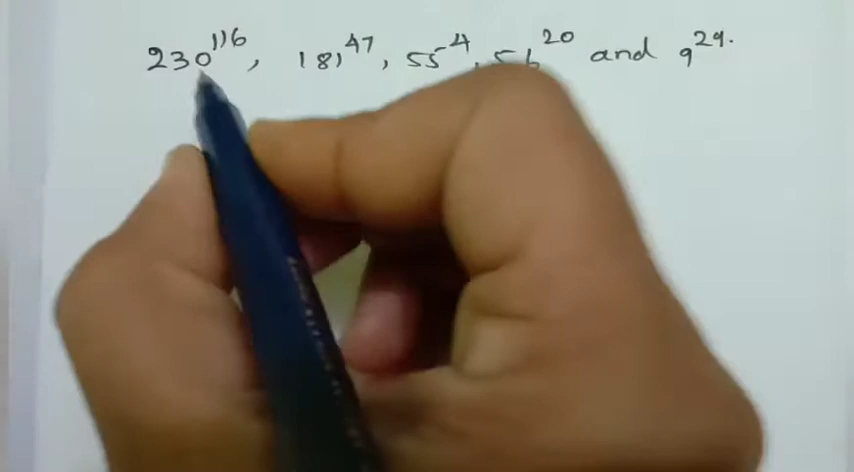 230¹¹⁶, 181⁴⁷, 55⁴, 56²⁰ and 9²⁹.